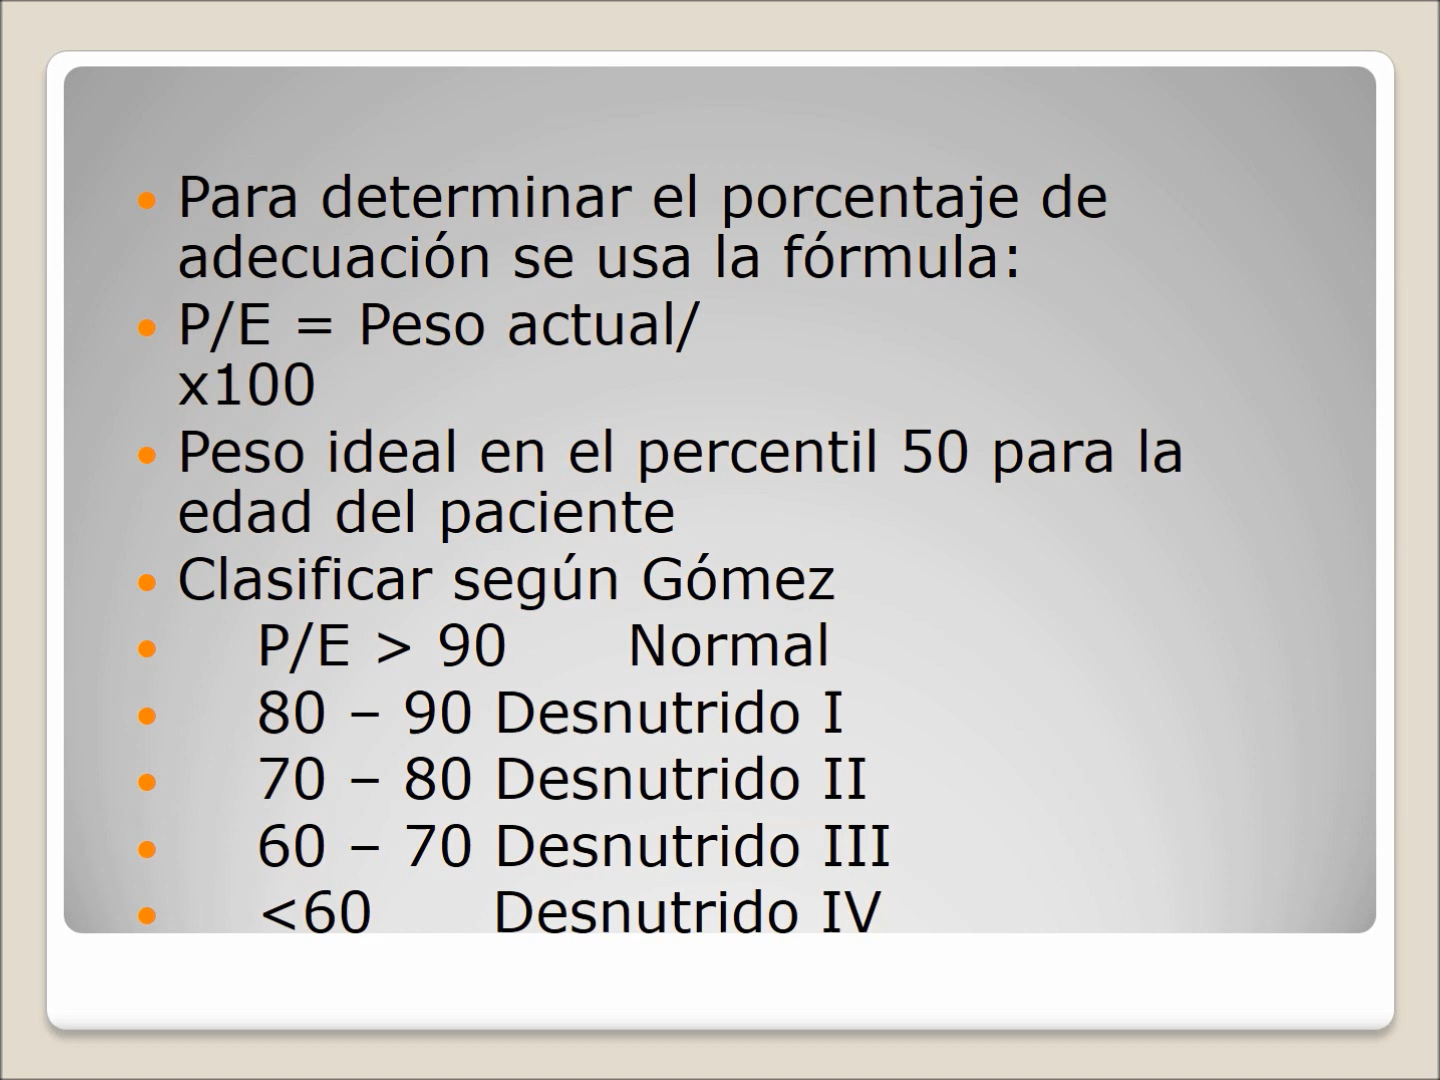 Para determinar el porcentaje de
adecuación se usa la fórmula:
P/E = Peso actual/
x100
Peso ideal en el percentil 50 para la
edad del paciente
Clasificar según Gómez
P/E > 90 Normal
80 – 90 Desnutrido I
70 – 80 Desnutrido II
60 – 70 Desnutrido III
<60 Desnutrido IV